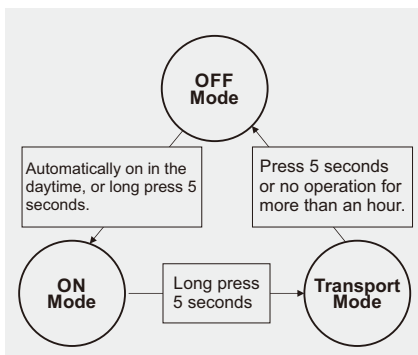 OFF
Mode
Automatically on in the
daytime, or long press 5
seconds.
Press 5 seconds
or no operation for
more than an hour.
ON
Mode
Long press
5 seconds
Transport
Mode